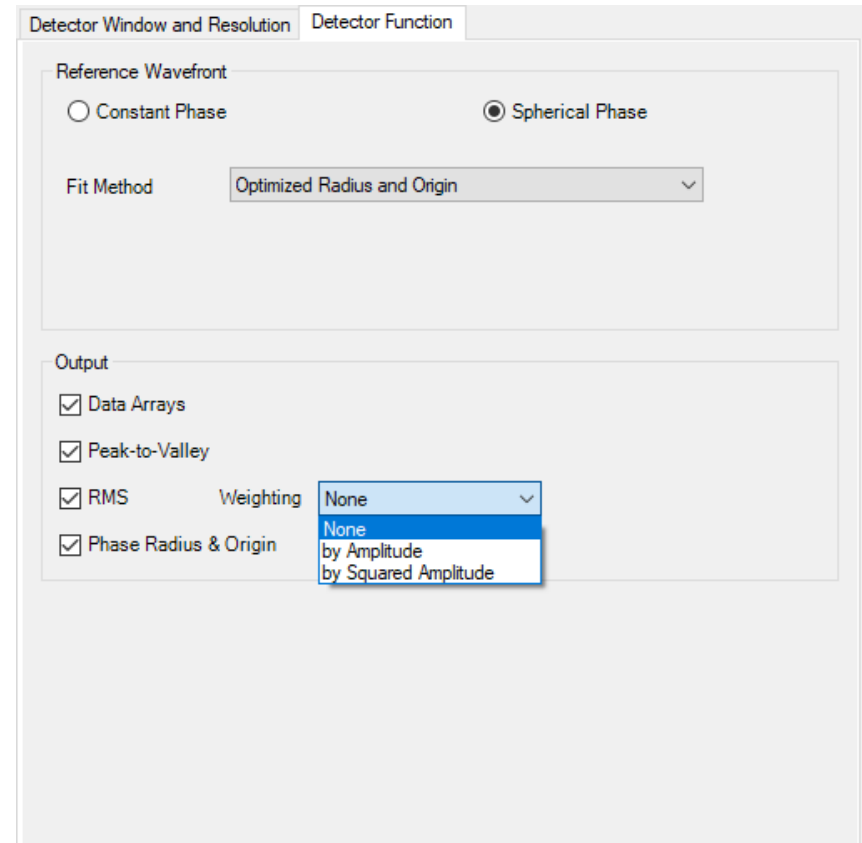 Detector Window and Resolution Detector Function
Reference Wavefront
Constant Phase Spherical Phase
Fit Method Optimized Radius and Origin
Output
Data Arrays
Peak-to-Valley
RMS Weighting None
None
by Amplitude
Phase Radius & Origin
by Squared Amplitude